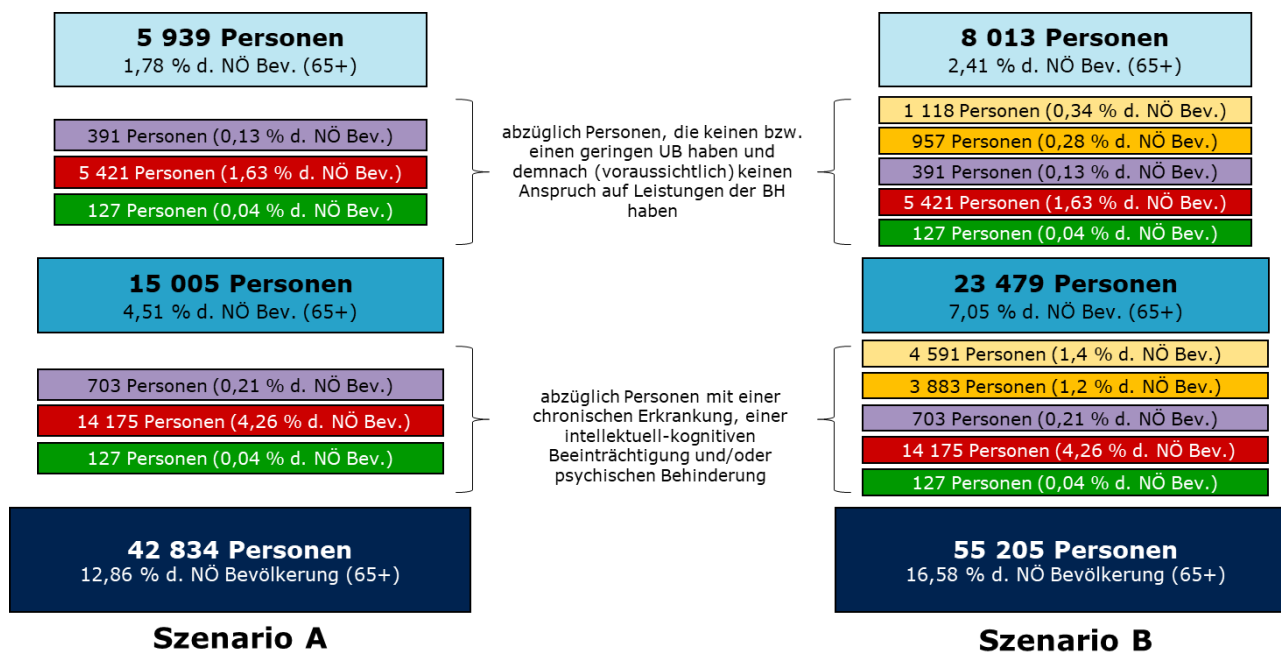 5 939 Personen
1,78 % d. NÖ Bev. (65+)
391 Personen (0,13 % d. NÖ Bev.)
5 421 Personen (1,63 % d. NÖ Bev.)
127 Personen (0,04 % d. NÖ Bev.)
15 005 Personen
4,51 % d. NÖ Bev. (65+)
703 Personen (0,21 % d. NÖ Bev.)
14 175 Personen (4,26 % d. NÖ Bev.)
127 Personen (0,04 % d. NÖ Bev.)
42 834 Personen
12,86 % d. NÖ Bevölkerung (65+)
Szenario A
abzüglich Personen, die keinen bzw.
einen geringen UB haben und
demnach (voraussichtlich) keinen
Anspruch auf Leistungen der BH
haben
abzüglich Personen mit einer
chronischen Erkrankung, einer
intellektuell-kognitiven
Beeinträchtigung und/oder
psychischen Behinderung
8 013 Personen
2,41 % d. NÖ Bev. (65+)
1 118 Personen (0,34 % d. NÖ Bev.)
957 Personen (0,28 % d. NÖ Bev.)
391 Personen (0,13 % d. NÖ Bev.)
5 421 Personen (1,63 % d. NÖ Bev.)
127 Personen (0,04 % d. NÖ Bev.)
23 479 Personen
7,05 % d. NÖ Bev. (65+)
4 591 Personen (1,4 % d. NÖ Bev.)
3 883 Personen (1,2 % d. NÖ Bev.)
703 Personen (0,21 % d. NÖ Bev.)
14 175 Personen (4,26 % d. NÖ Bev.)
127 Personen (0,04 % d. NÖ Bev.)
55 205 Personen
16,58 % d. NÖ Bevölkerung (65+)
Szenario B